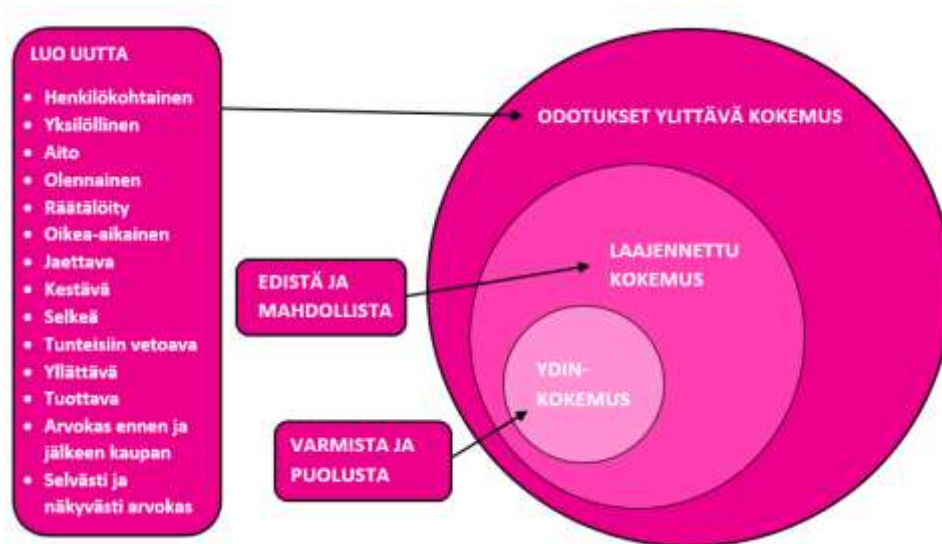 LUO UUTTA
• Henkilökohtainen
• Yksilöllinen
• Aito
• Olennainen
• Räätälöity
• Oikea-aikainen
• Jaettava
• Kestävä
• Selkeä
• Tunteisiin vetoava
• Yllättävä
• Tuottava
• Arvokas ennen ja
jälkeen kaupan
• Selvästi ja
näkyvästi arvokas
EDISTÄ JA
MAHDOLLISTA
VARMISTA JA
PUOLUSTA
ODOTUKSET YLITTÄVÄ KOKEMUS
LAAJENNETTU
KOKEMUS
YDIN-
KOKEMUS